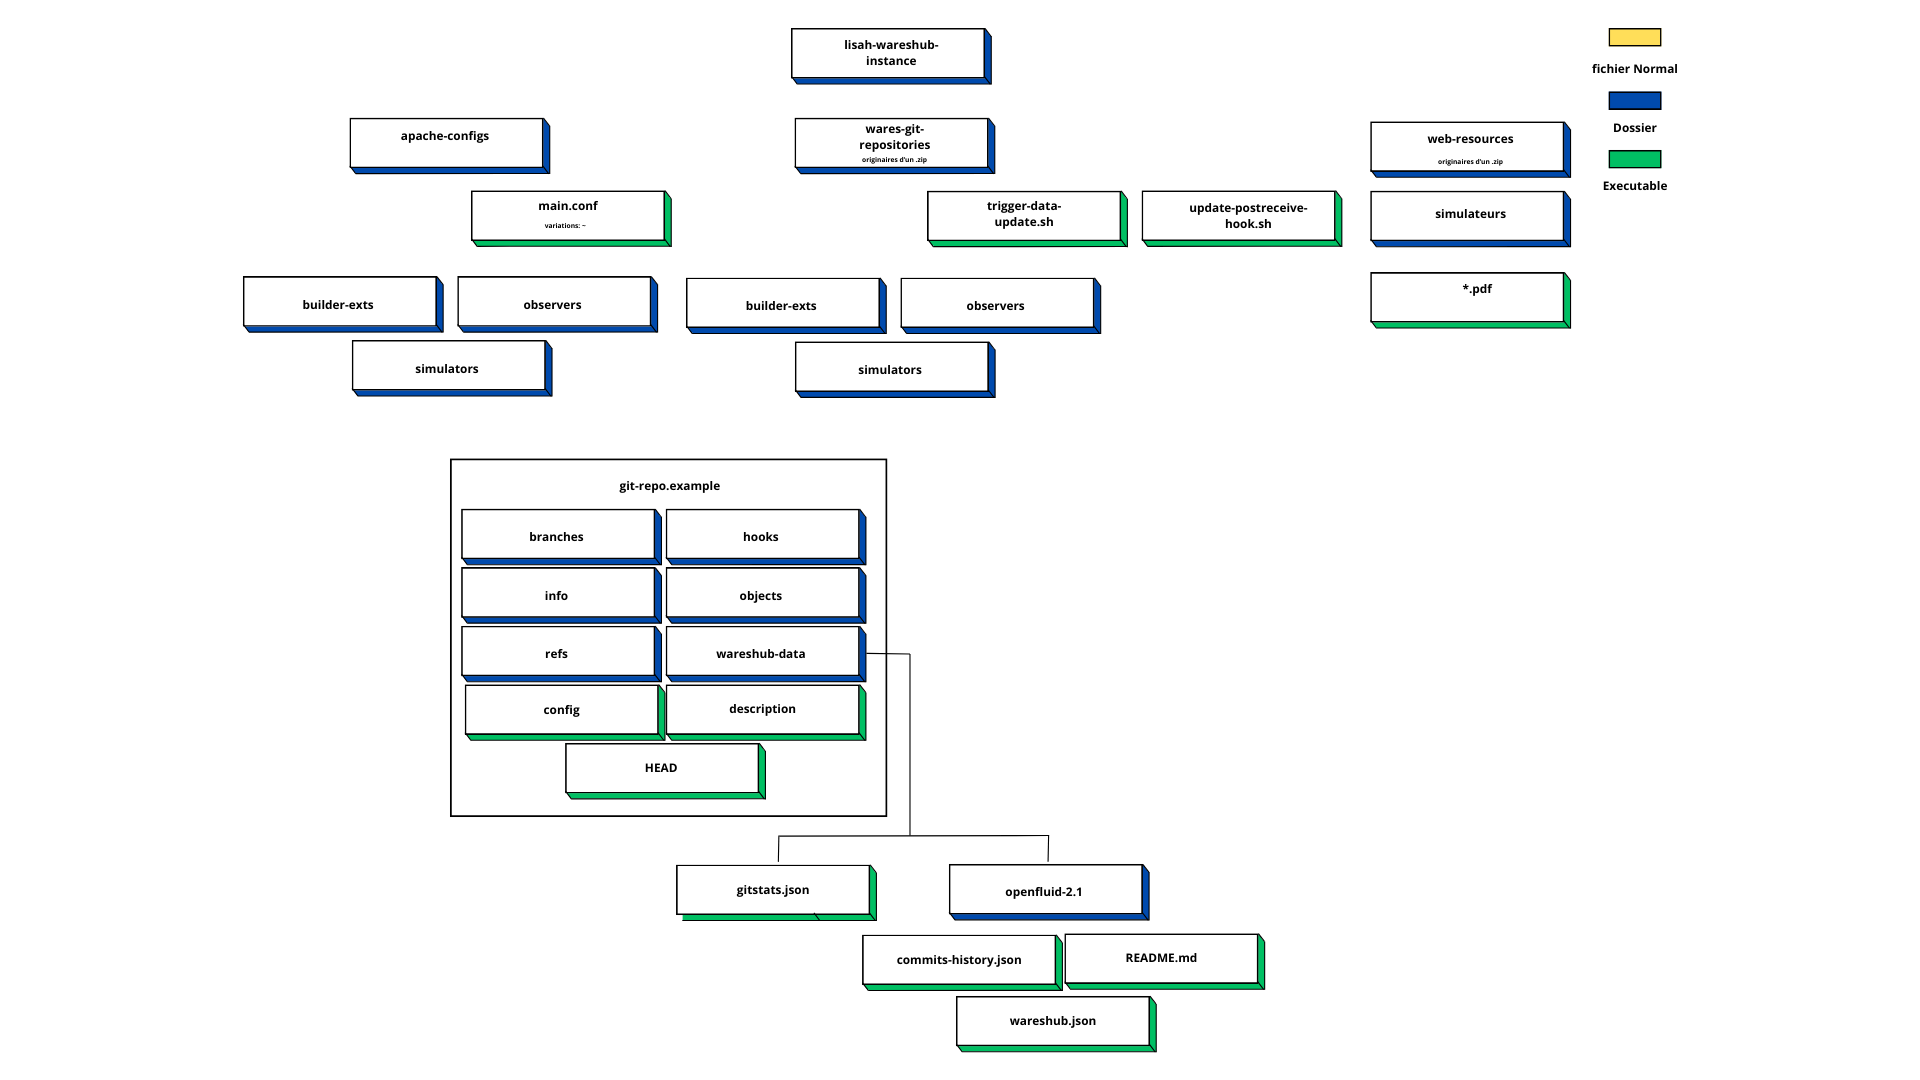 lisah-wareshub-
instance
fichier Normal
Dossier
Executable
apache-configs
wares-git-
repositories
originaires d'un .zip
web-resources
originaires d'un .zip
main.conf
variations: ~
trigger-data-
update.sh
update-postreceive-
hook.sh
simulateurs
builder-exts
observers
builder-exts
observers
*.pdf
simulators
simulators
git-repo.example
branches
hooks
info
objects
refs
wareshub-data
config
description
HEAD
gitstats.json
openfluid-2.1
commits-history.json
README.md
wareshub.json